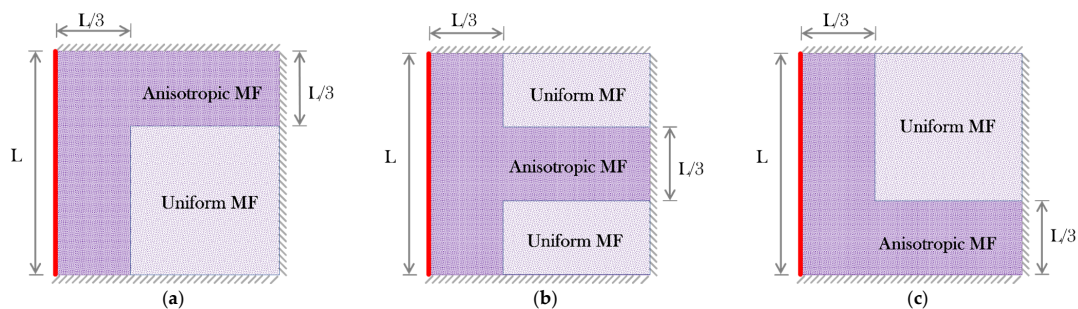 L/3
Anisotropic MF
L/3
L
Uniform MF
(a)
L/3
Uniform MF
L
Anisotropic MF
L/3
Uniform MF
(b)
L/3
Uniform MF
L
Anisotropic MF
L/3
(c)